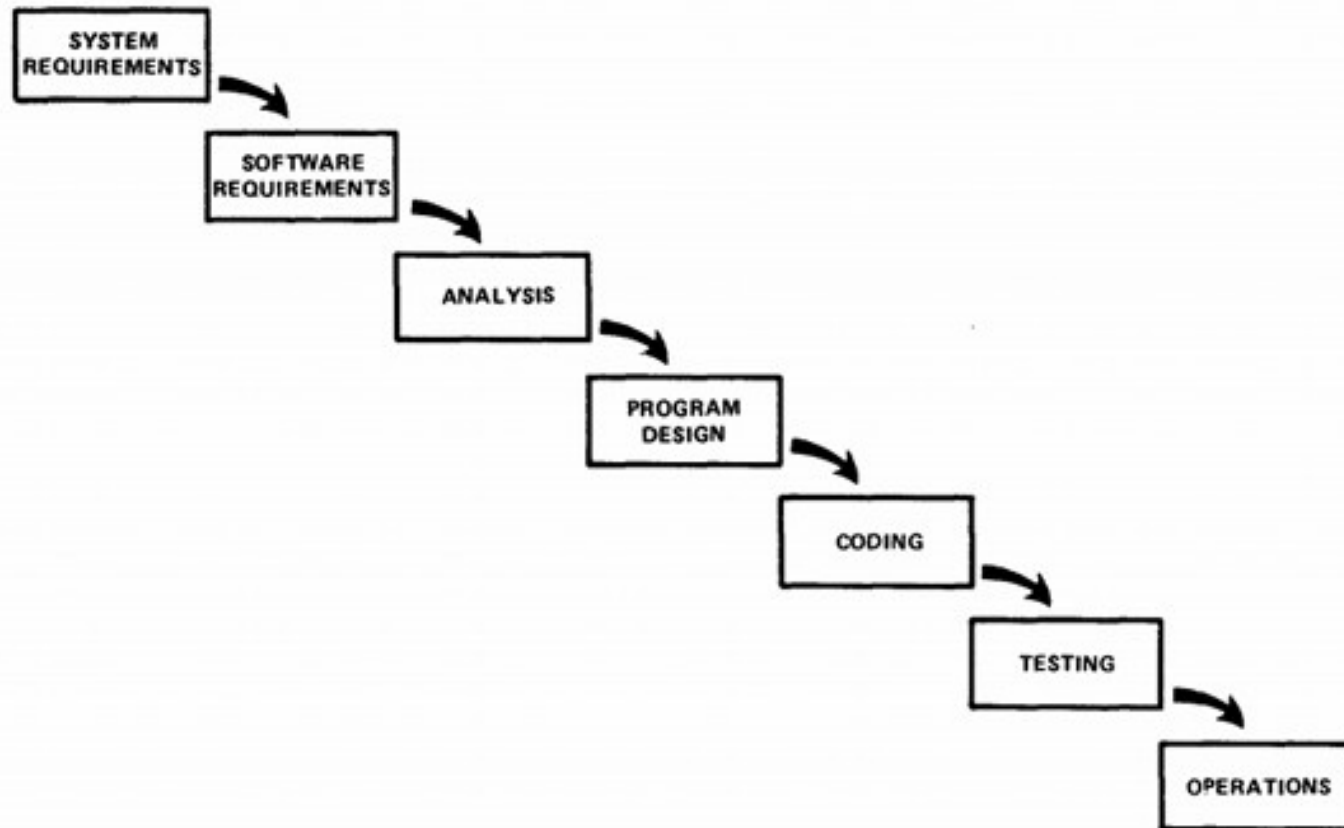 SYSTEM
REQUIREMENTS
SOFTWARE
REQUIREMENTS
ANALYSIS
PROGRAM
DESIGN
CODING
TESTING
OPERATIONS